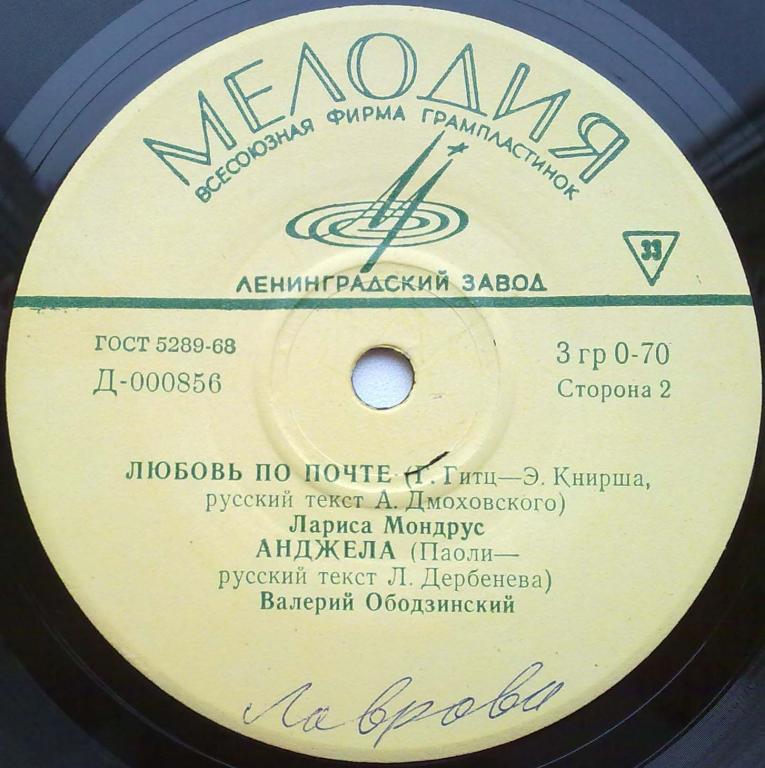 МЕЛОДИЯ
ВСЕСОЮЗНАЯ ФИРМА ГРАМПЛАСТИНОК
33
ЛЕНИНГРАДСКИЙ ЗАВОД
ГОСТ 5289-68
3 гр 0-70
Д-000856
Сторона 2
ЛЮБОВЬ ПО ПОЧТЕ (Г. Гитц—Э. Книрша,
русский текст А. Дмоховского)
Лариса Мондрус
АНДЖЕЛА (Паоли—
русский текст Л. Дербенева)
Валерий Ободзинский